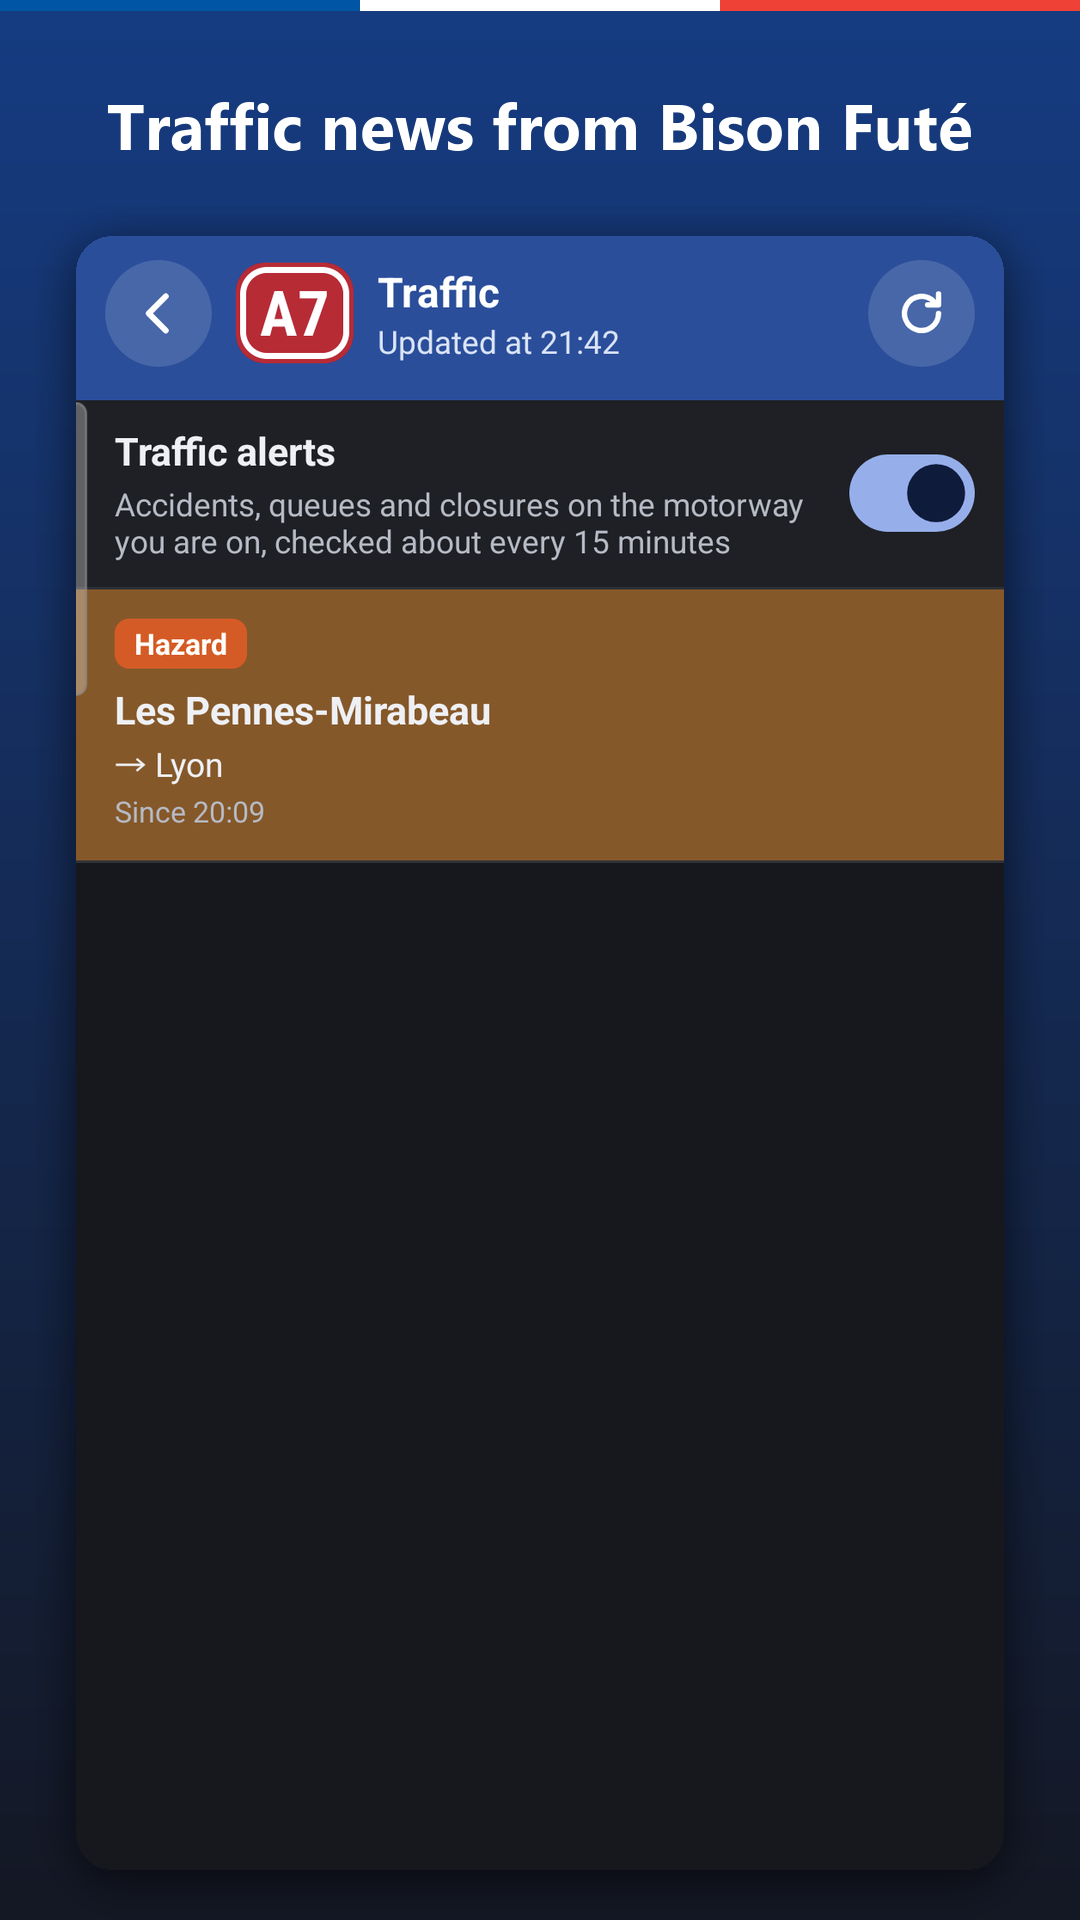 Traffic news from Bison Futé
A7
Traffic
Updated at 21:42
Traffic alerts
Accidents, queues and closures on the motorway
you are on, checked about every 15 minutes
Hazard
Les Pennes-Mirabeau
→ Lyon
Since 20:09